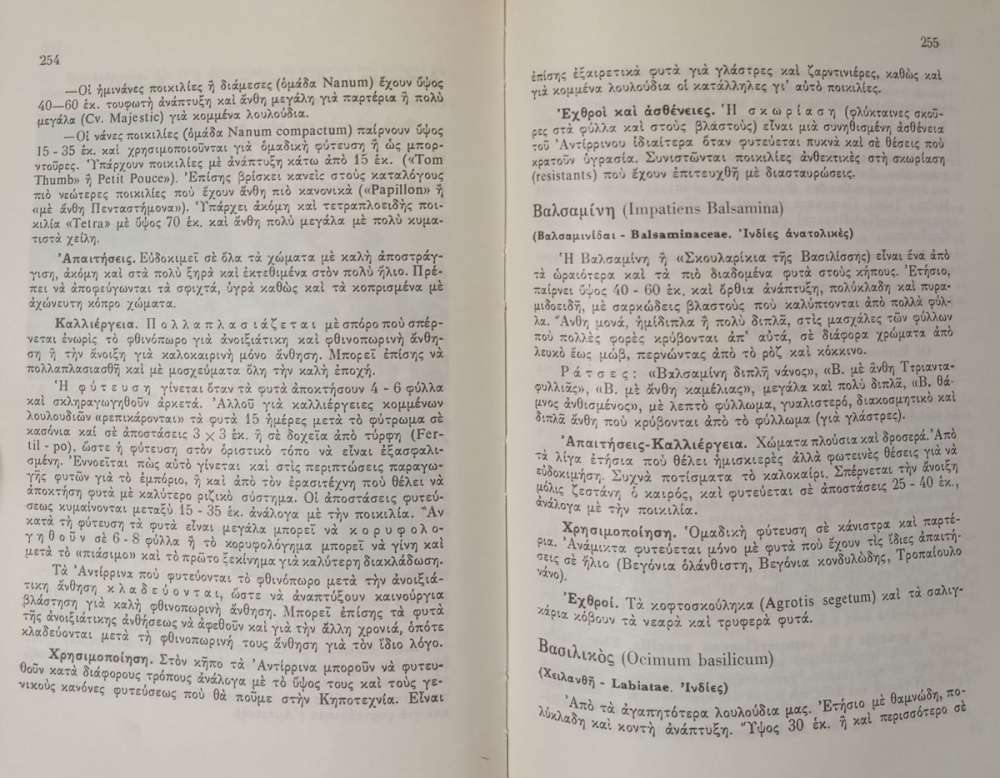 254
—Οἱ ἡμινάνες ποικιλίες ἢ διάμεσες (ὁμάδα Nanum) ἔχουν ὕψος
40—60 ἑκ. τουφωτὴ ἀνάπτυξη καὶ ἄνθη μεγάλη γιὰ παρτέρια ἢ πολὺ
μεγάλα (Cv. Majestic) γιὰ κομμένα λουλούδια.
—Οἱ νάνες ποικιλίες (ὁμάδα Nanum compactum) παίρνουν ὕψος
15 - 35 ἑκ. καὶ χρησιμοποιοῦνται γιὰ ὁμαδικὴ φύτευση ἢ ὡς μπορ-
ντοῦρες. Ὑπάρχουν ποικιλίες μὲ ἀνάπτυξη κάτω ἀπὸ 15 ἑκ. («Tom
Thumb» ἢ Petit Pouce»). Ἐπίσης βρίσκει κανεὶς στοὺς καταλόγους
πιὸ νεώτερες ποικιλίες ποὺ ἔχουν ἄνθη πιὸ κανονικὰ («Papillon» ἢ
«μὲ ἄνθη Πενταστήμονα»). Ὑπάρχει ἀκόμη καὶ τετραπλοειδὴς ποι-
κιλία «Tetra» μὲ ὕψος 70 ἑκ. καὶ ἄνθη πολὺ μεγάλα μὲ πολὺ κυμα-
τιστὰ χείλη.
Ἀπαιτήσεις. Εὐδοκιμεῖ σὲ ὅλα τὰ χώματα μὲ καλὴ ἀποστράγ-
γιση, ἀκόμη καὶ στὰ πολὺ ξηρὰ καὶ ἐκτεθιμένα στὸν πολὺ ἥλιο. Πρέ-
πει νὰ ἀποφεύγωνται τὰ σφιχτά, ὑγρὰ καθὼς καὶ τὰ κοπρισμένα μὲ
ἀχώνευτη κόπρο χώματα.
Καλλιέργεια. Πολλαπλασιάζεται μὲ σπόρο ποὺ σπέρ-
νεται ἐνωρὶς τὸ φθινόπωρο γιὰ ἀνοιξιάτικη καὶ φθινοπωρινὴ ἄνθη-
ση ἢ τὴν ἄνοιξη γιὰ καλοκαιρινὴ μόνο ἄνθηση. Μπορεῖ ἐπίσης νὰ
πολλαπλασιασθῆ καὶ μὲ μοσχεύματα ὅλη τὴν καλὴ ἐποχή.
Ἡ φύτευση γίνεται ὅταν τὰ φυτὰ ἀποκτήσουν 4 - 6 φύλλα
καὶ σκληραγωγηθοῦν ἀρκετά. Ἀλλοῦ γιὰ καλλιέργειες κομμένων
λουλουδιῶν «ρεπικάρονται» τὰ φυτὰ 15 ἡμέρες μετὰ τὸ φύτρωμα σὲ
κασόνια καὶ σὲ ἀποστάσεις 3 × 3 ἑκ. ἢ σὲ δοχεῖα ἀπὸ τύρφη (Fer-
til - po), ὥστε ἡ φύτευση στὸν ὁριστικὸ τόπο νὰ εἶναι ἐξασφαλι-
σμένη. Ἐννοεῖται πὼς αὐτὸ γίνεται καὶ στὶς περιπτώσεις παραγω-
γῆς φυτῶν γιὰ τὸ ἐμπόριο, ἢ καὶ ἀπὸ τὸν ἐρασιτέχνη ποὺ θέλει νὰ
ἀποκτήση φυτὰ μὲ καλύτερο ριζικὸ σύστημα. Οἱ ἀποστάσεις φυτεύ-
σεως κυμαίνονται μεταξὺ 15 - 35 ἑκ. ἀνάλογα μὲ τὴν ποικιλία. Ἂν
κατὰ τὴ φύτευση τὰ φυτὰ εἶναι μεγάλα μπορεῖ νὰ κορυφολο-
γηθοῦν σὲ 6 - 8 φύλλα ἢ τὸ κορυφολόγημα μπορεῖ νὰ γίνη καὶ
μετὰ τὸ «πιάσιμο» καὶ τὸ πρῶτο ξεκίνημα γιὰ καλύτερη διακλάδωση.
Τὰ Ἀντίρρινα ποὺ φυτεύονται τὸ φθινόπωρο μετὰ τὴν ἀνοιξιά-
τικη ἄνθηση κλαδεύονται, ὥστε νὰ ἀναπτύξουν καινούργια
βλάστηση γιὰ καλὴ φθινοπωρινὴ ἄνθηση. Μπορεῖ ἐπίσης τὰ φυτὰ
τῆς ἀνοιξιάτικης ἀνθήσεως νὰ ἀφεθοῦν καὶ γιὰ τὴν ἄλλη χρονιά, ὁπότε
κλαδεύονται μετὰ τὴ φθινοπωρινή τους ἄνθηση γιὰ τὸν ἴδιο λόγο.
Χρησιμοποίηση. Στὸν κῆπο τὰ Ἀντίρρινα μποροῦν νὰ φυτευ-
θοῦν κατὰ διάφορους τρόπους ἀνάλογα μὲ τὸ ὕψος τους καὶ τοὺς γε-
νικοὺς κανόνες φυτεύσεως ποὺ θὰ ποῦμε στὴν Κηποτεχνία. Εἶναι
255
ἐπίσης ἐξαιρετικὰ φυτὰ γιὰ γλάστρες καὶ ζαρντινιέρες, καθὼς καὶ
γιὰ κομμένα λουλούδια οἱ κατάλληλες γι' αὐτὸ ποικιλίες.
Ἐχθροὶ καὶ ἀσθένειες. Ἡ σκωρίαση (φλύκταινες σκοῦ-
ρες στὰ φύλλα καὶ στοὺς βλαστοὺς) εἶναι μιὰ συνηθισμένη ἀσθένεια
τοῦ Ἀντίρρινου ἰδιαίτερα ὅταν φυτεύεται πυκνὰ καὶ σὲ θέσεις ποὺ
κρατοῦν ὑγρασία. Συνιστῶνται ποικιλίες ἀνθεκτικὲς στὴ σκωρίαση
(resistants) ποὺ ἔχουν ἐπιτευχθῆ μὲ διασταυρώσεις.
Βαλσαμίνη (Impatiens Balsamina)
(Βαλσαμινίδαι - Balsaminaceae. Ἰνδίες ἀνατολικὲς)
Ἡ Βαλσαμίνη ἢ «Σκουλαρίκια τῆς Βασιλίσσης) εἶναι ἕνα ἀπὸ
τὰ ὡραιότερα καὶ τὰ πιὸ διαδομένα φυτὰ στοὺς κήπους. Ἐτήσιο,
παίρνει ὕψος 40 - 60 ἑκ. καὶ ὄρθια ἀνάπτυξη, πολύκλαδη καὶ πυρα-
μιδοειδῆ, μὲ σαρκώδεις βλαστοὺς ποὺ καλύπτονται ἀπὸ πολλὰ φύλ-
λα. Ἄνθη μονά, ἡμίδιπλα ἢ πολὺ διπλᾶ, στὶς μασχάλες τῶν φύλλων
ποὺ πολλὲς φορὲς κρύβονται ἀπ' αὐτά, σὲ διάφορα χρώματα ἀπὸ
λευκὸ ἕως μώβ, περνώντας ἀπὸ τὸ ρὸζ καὶ κόκκινο.
Ράτσες: «Βαλσαμίνη διπλῆ νάνος», «Β. μὲ ἄνθη Τριαντα-
φυλλιᾶς», «Β. μὲ ἄνθη καμέλιας», μεγάλα καὶ πολὺ διπλᾶ, «Β. θά-
μνος ἀνθισμένος», μὲ λεπτὸ φύλλωμα, γυαλιστερό, διακοσμητικὸ καὶ
διπλᾶ ἄνθη ποὺ κρύβονται ἀπὸ τὸ φύλλωμα (γιὰ γλάστρες).
Ἀπαιτήσεις-Καλλιέργεια. Χώματα πλούσια καὶ δροσερά. Ἀπὸ
τὰ λίγα ἐτήσια ποὺ θέλει ἡμισκιερὲς ἀλλὰ φωτεινὲς θέσεις γιὰ νὰ
εὐδοκιμήση. Συχνὰ ποτίσματα τὸ καλοκαίρι. Σπέρνεται τὴν ἄνοιξη
μόλις ζεστάνη ὁ καιρός, καὶ φυτεύεται σὲ ἀποστάσεις 25 - 40 ἑκ.,
ἀνάλογα μὲ τὴν ποικιλία.
Χρησιμοποίηση. Ὁμαδικὴ φύτευση σὲ κάνιστρα καὶ παρτέ-
ρια. Ἀνάμικτα φυτεύεται μόνο μὲ φυτὰ ποὺ ἔχουν τὶς ἴδιες ἀπαιτή-
σεις σὲ ἥλιο (Βεγόνια ὁλάνθιστη, Βεγόνια κονδυλώδης, Τροπαίουλο
νάνο).
Ἐχθροί. Τὰ κοφτοσκούληκα (Agrotis segetum) καὶ τὰ σαλιγ-
κάρια κόβουν τὰ νεαρὰ καὶ τρυφερὰ φυτά.
Βασιλικὸς (Ocimum basilicum)
(Χειλανθῆ - Labiatae. Ἰνδίες)
Ἀπὸ τὰ ἀγαπητότερα λουλούδια μας. Ἐτήσιο μὲ θαμνώδη, πο-
λύκλαδη καὶ κοντὴ ἀνάπτυξη. Ὕψος 30 ἑκ. ἢ καὶ περισσότερο σὲ